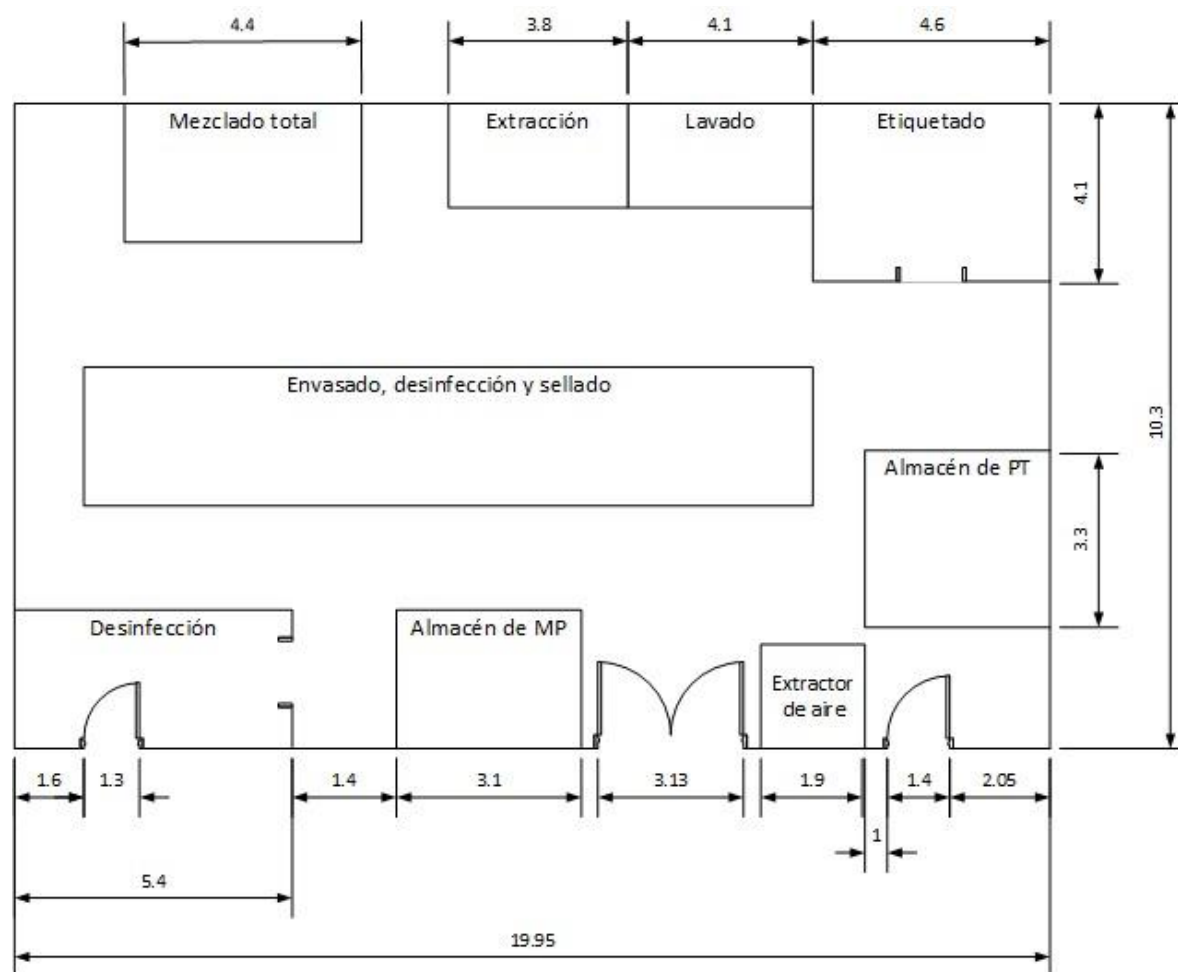 4.4
3.8
4.1
4.6
Mezclado total
Extracción
Lavado
Etiquetado
4.1
10.3
Envasado, desinfección y sellado
Almacén de PT
3.3
Desinfección
Almacén de MP
Extractor
de aire
1.6
1.3
1.4
3.1
3.13
1.9
1.4
2.05
1
5.4
19.95